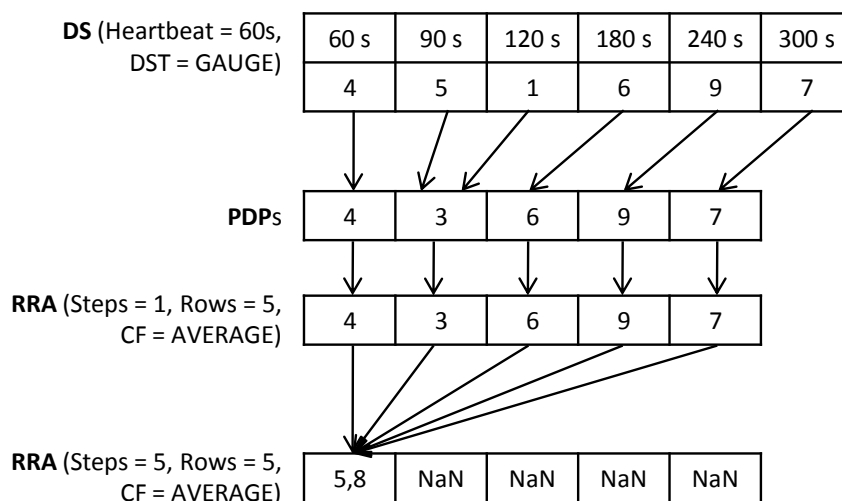 DS (Heartbeat = 60s, DST = GAUGE)
60 s 90 s 120 s 180 s 240 s 300 s
4 5 1 6 9 7
PDPs 4 3 6 9 7
RRA (Steps = 1, Rows = 5, CF = AVERAGE)
4 3 6 9 7
RRA (Steps = 5, Rows = 5, CF = AVERAGE)
5,8 NaN NaN NaN NaN